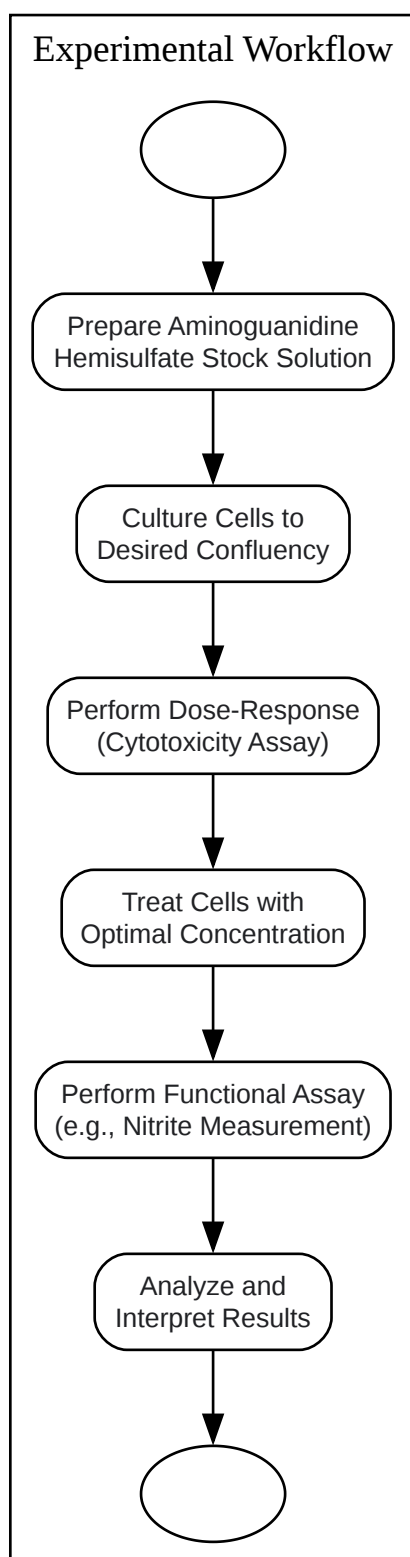 Experimental Workflow
Prepare Aminoguanidine
Hemisulfate Stock Solution
Culture Cells to
Desired Confluency
Perform Dose-Response
(Cytotoxicity Assay)
Treat Cells with
Optimal Concentration
Perform Functional Assay
(e.g., Nitrite Measurement)
Analyze and
Interpret Results